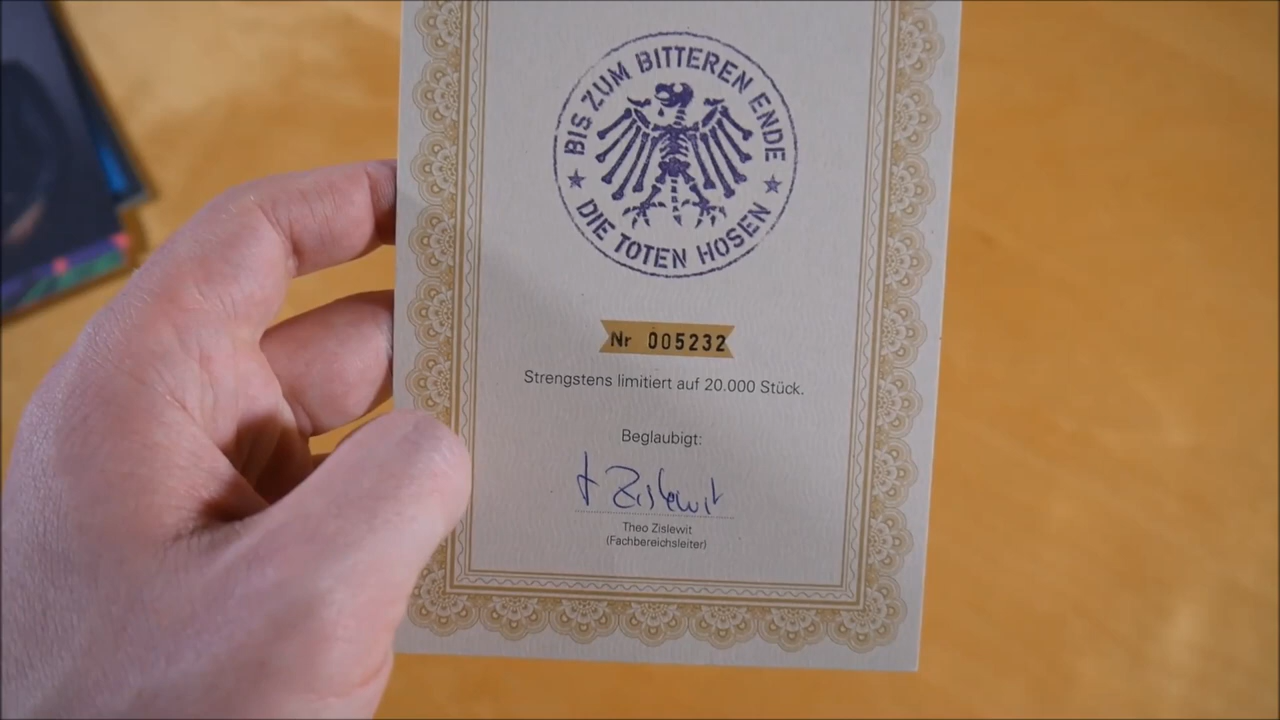 BIS ZUM BITTEREN ENDE
★ DIE TOTEN HOSEN ★
Nr 005232
Strengstens limitiert auf 20.000 Stück.
Beglaubigt:
T Zislewit
Theo Zislewit
(Fachbereichsleiter)